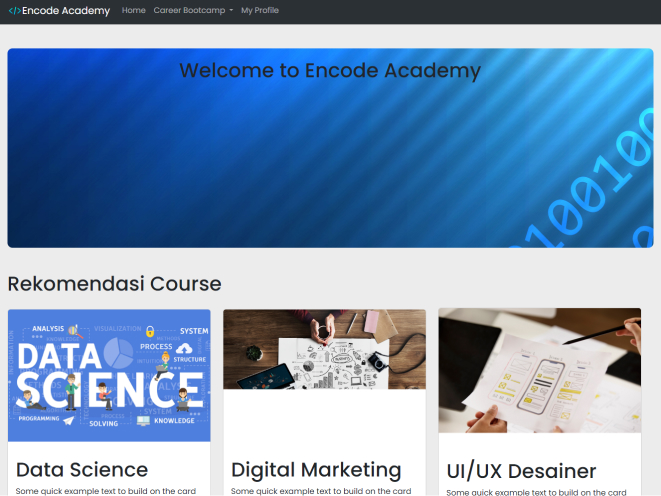 </>Encode Academy Home Career Bootcamp My Profile
Welcome to Encode Academy
0100100
Rekomendasi Course
ANALYSIS
VISUALIZATION
SYSTEM
PROCESS
STRUCTURE
DATA
SCIENCE
PROGRAMMING
SOLVING
KNOWLEDGE
Data Science
Some quick example text to build on the card
Digital Marketing
Some quick example text to build on the card
UI/UX Desainer
Some quick example text to build on the card